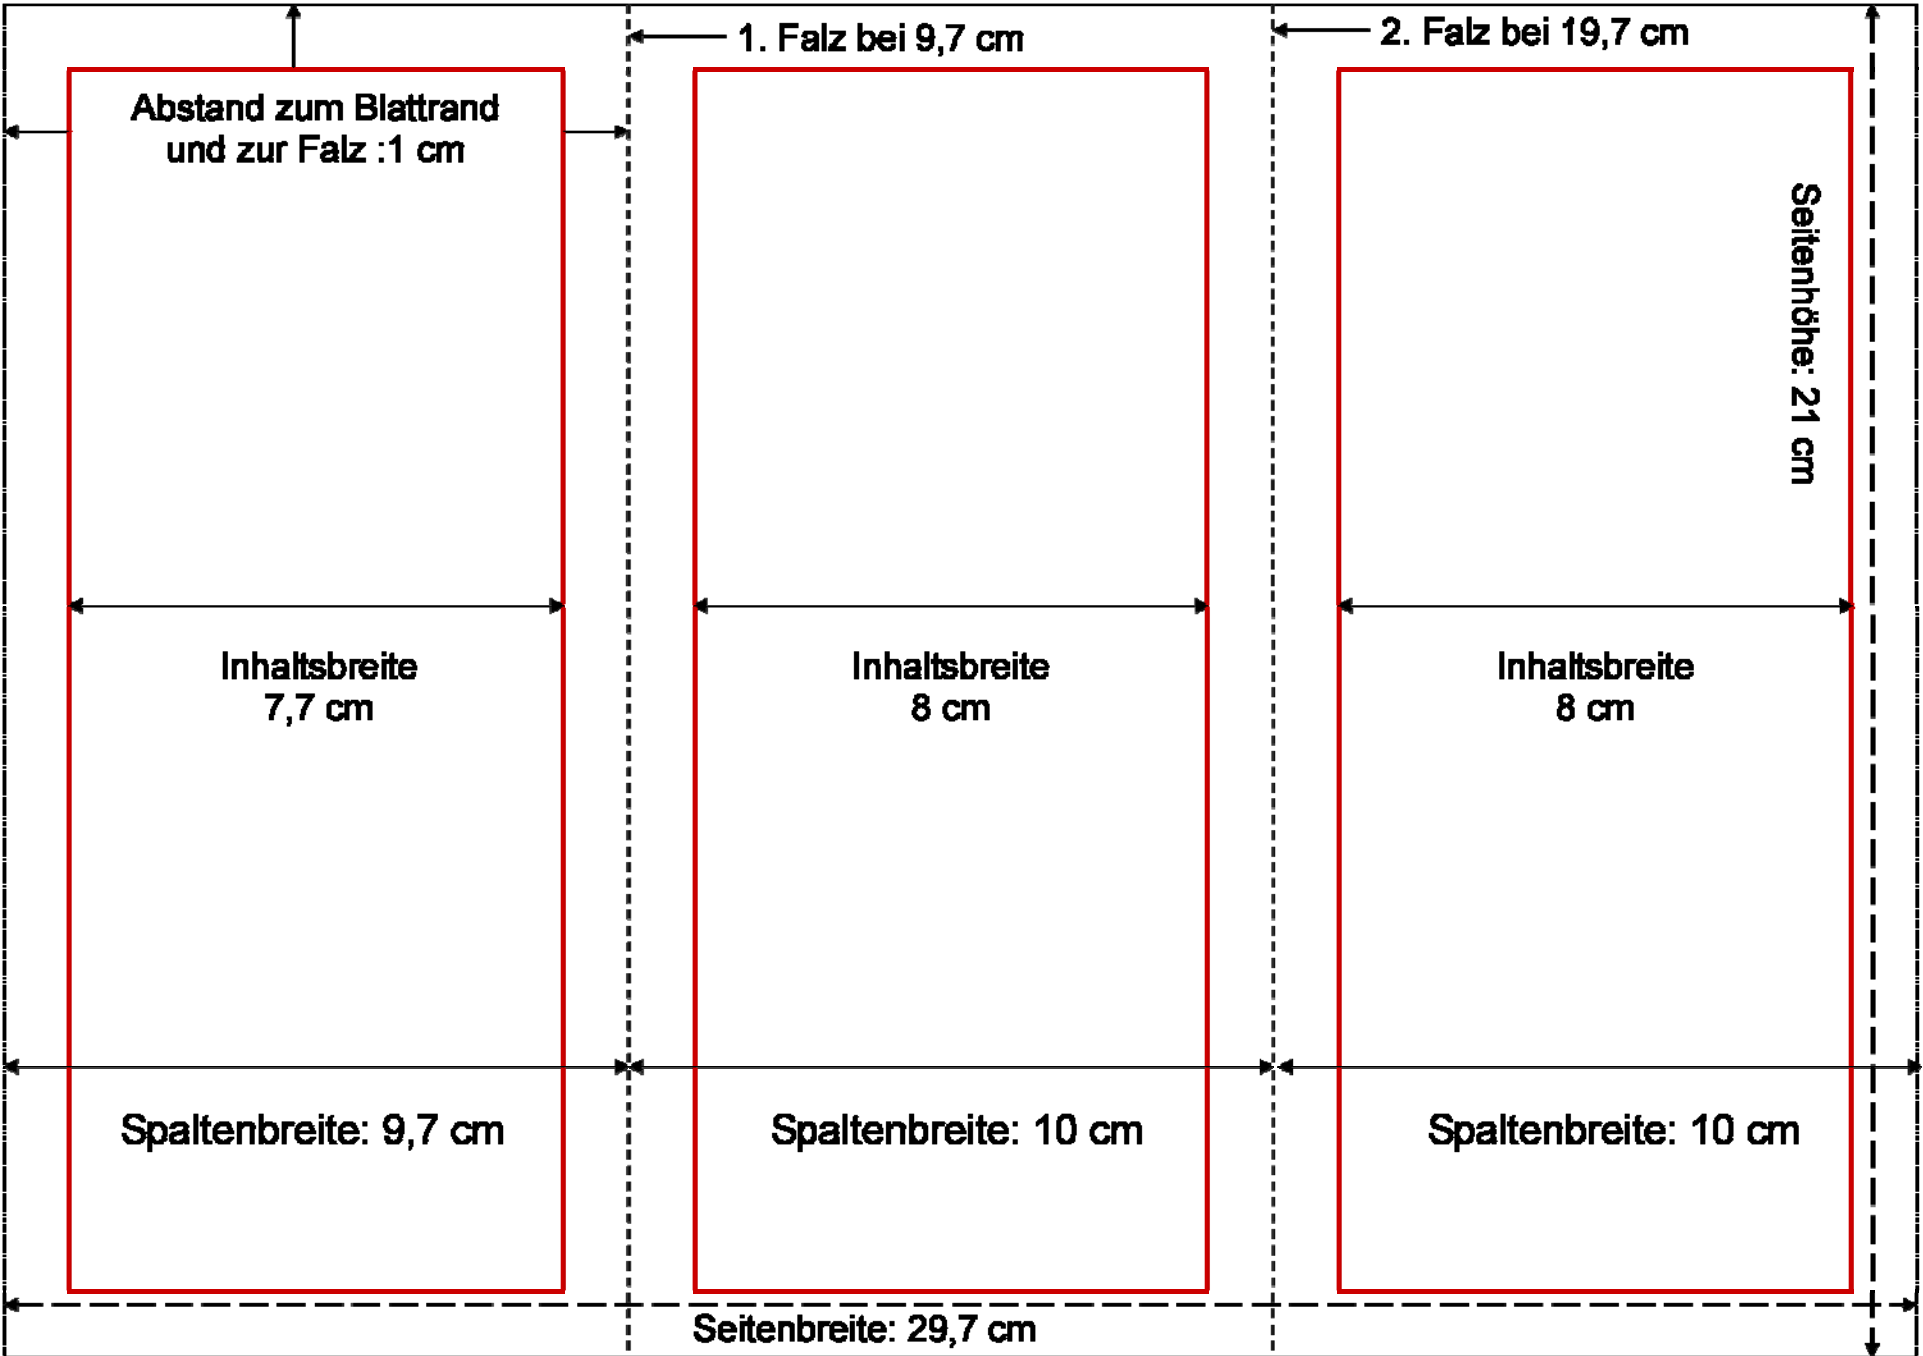 1. Falz bei 9,7 cm
2. Falz bei 19,7 cm
Abstand zum Blattrand
und zur Falz :1 cm
Seitenhöhe: 21 cm
Inhaltsbreite
7,7 cm
Inhaltsbreite
8 cm
Inhaltsbreite
8 cm
Spaltenbreite: 9,7 cm
Spaltenbreite: 10 cm
Spaltenbreite: 10 cm
Seitenbreite: 29,7 cm